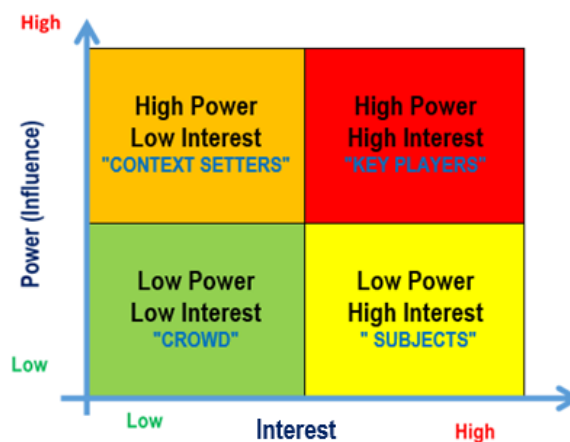 High
High Power
Low Interest
"CONTEXT SETTERS"
High Power
High Interest
"KEY PLAYERS"
Power (Influence)
Low Power
Low Interest
"CROWD"
Low Power
High Interest
" SUBJECTS"
Low
Low
Interest
High